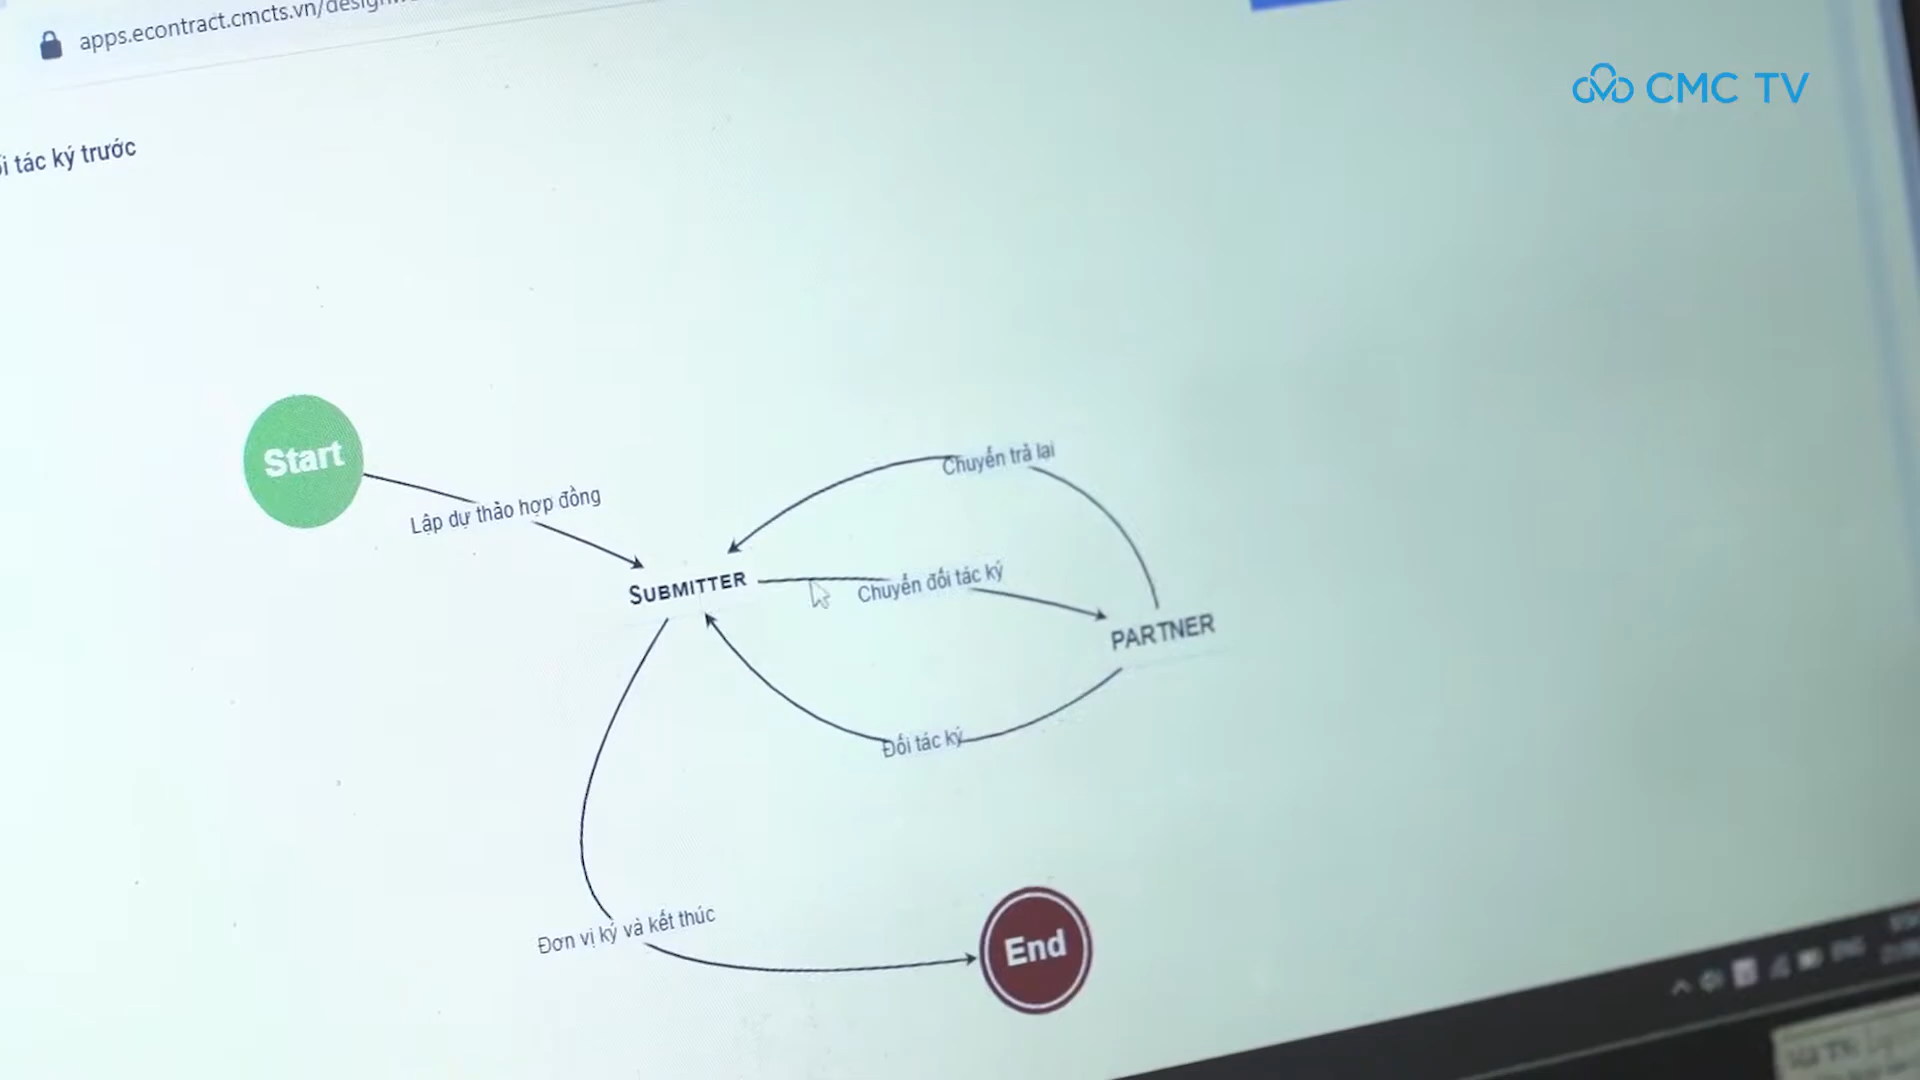 apps.econtract.cmcts.vn/design
CMC TV
tác ký trước
Start
Lập dự thảo hợp đồng
Chuyển trả lại
SUBMITTER
Chuyển đối tác ký
PARTNER
Đối tác ký
Đơn vị ký và kết thúc
End
ENG